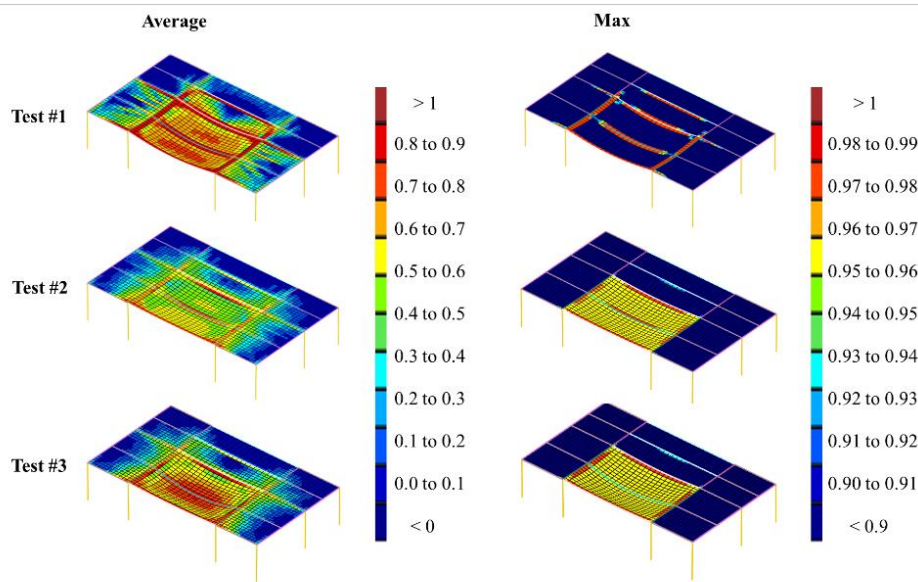 Average
Max
Test #1
Test #2
Test #3
> 1
0.8 to 0.9
0.7 to 0.8
0.6 to 0.7
0.5 to 0.6
0.4 to 0.5
0.3 to 0.4
0.2 to 0.3
0.1 to 0.2
0.0 to 0.1
< 0
> 1
0.98 to 0.99
0.97 to 0.98
0.96 to 0.97
0.95 to 0.96
0.94 to 0.95
0.93 to 0.94
0.92 to 0.93
0.91 to 0.92
0.90 to 0.91
< 0.9